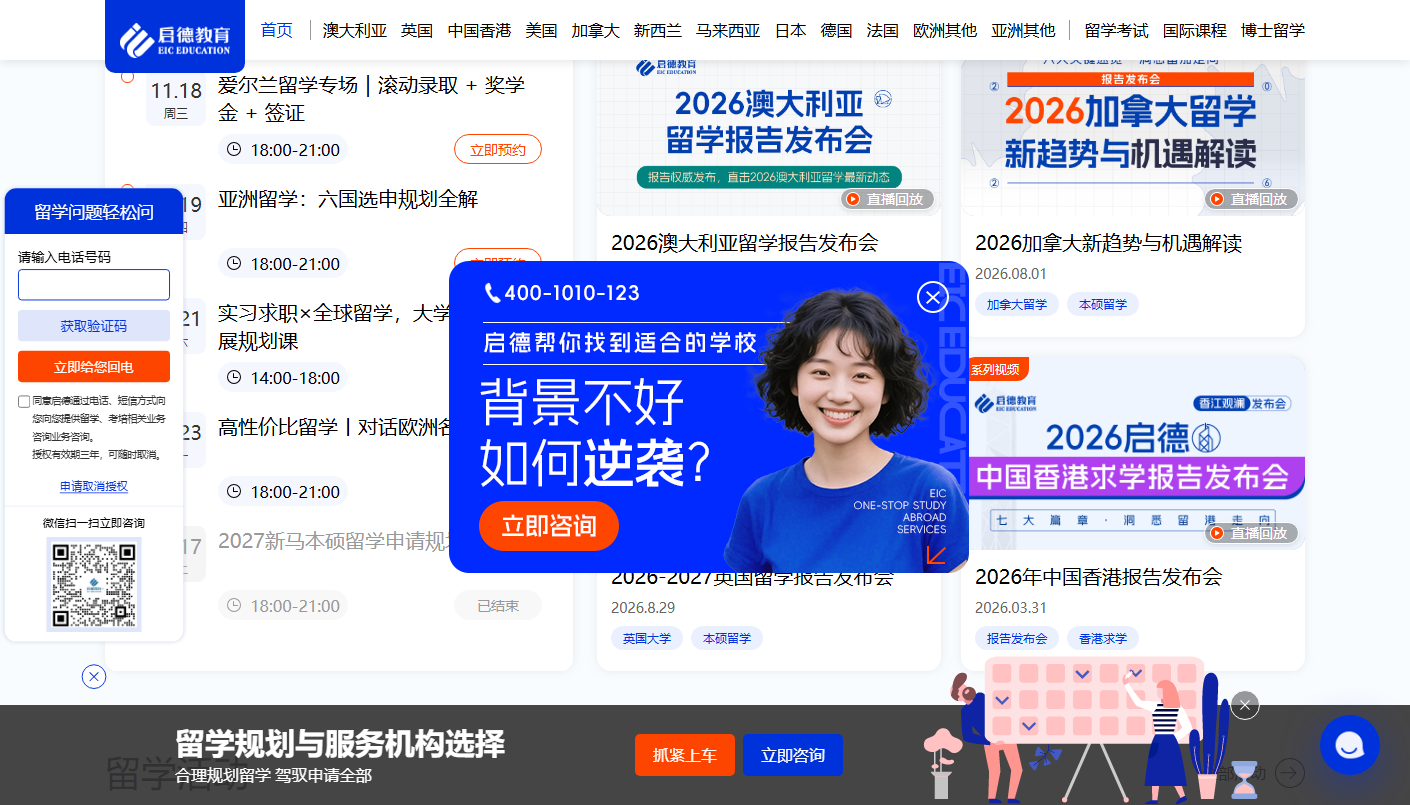 启德教育
EIC EDUCATION
首页
澳大利亚
英国
中国香港
美国
加拿大
新西兰
马来西亚
日本
德国
法国
欧洲其他
亚洲其他
留学考试
国际课程
博士留学
11.18
周三
爱尔兰留学专场｜滚动录取 + 奖学
金 + 签证
18:00-21:00
立即预约
19
亚洲留学：六国选申规划全解
18:00-21:00
立即预约
21
六
实习求职×全球留学，大学
展规划课
14:00-18:00
23
一
高性价比留学｜对话欧洲名
18:00-21:00
17
二
2027新马本硕留学申请规
18:00-21:00
已结束
留学问题轻松问
请输入电话号码
获取验证码
立即给您回电
同意启德通过电话、短信方式向
您向您提供留学、考培相关业务
咨询业务咨询。
授权有效期三年，可随时取消。
申请取消授权
微信扫一扫立即咨询
启德教育
EIC EDUCATION
2026澳大利亚
留学报告发布会
报告权威发布，直击2026澳大利亚留学最新动态
直播回放
2026澳大利亚留学报告发布会
报告发布会
2026加拿大留学
新趋势与机遇解读
直播回放
2026加拿大新趋势与机遇解读
2026.08.01
加拿大留学
本硕留学
400-1010-123
启德帮你找到适合的学校
背景不好
如何逆袭？
立即咨询
EIC EDUCAT
EIC
ONE-STOP STUDY
ABROAD
SERVICES
2026-2027英国留学报告发布会
2026.8.29
英国大学
本硕留学
系列视频
启德教育
EIC EDUCATION
香江观澜
发布会
2026启德
中国香港求学报告发布会
七大篇章·洞悉留港走向
直播回放
2026年中国香港报告发布会
2026.03.31
报告发布会
香港求学
留学活动
留学规划与服务机构选择
合理规划留学 驾驭申请全部
抓紧上车
立即咨询